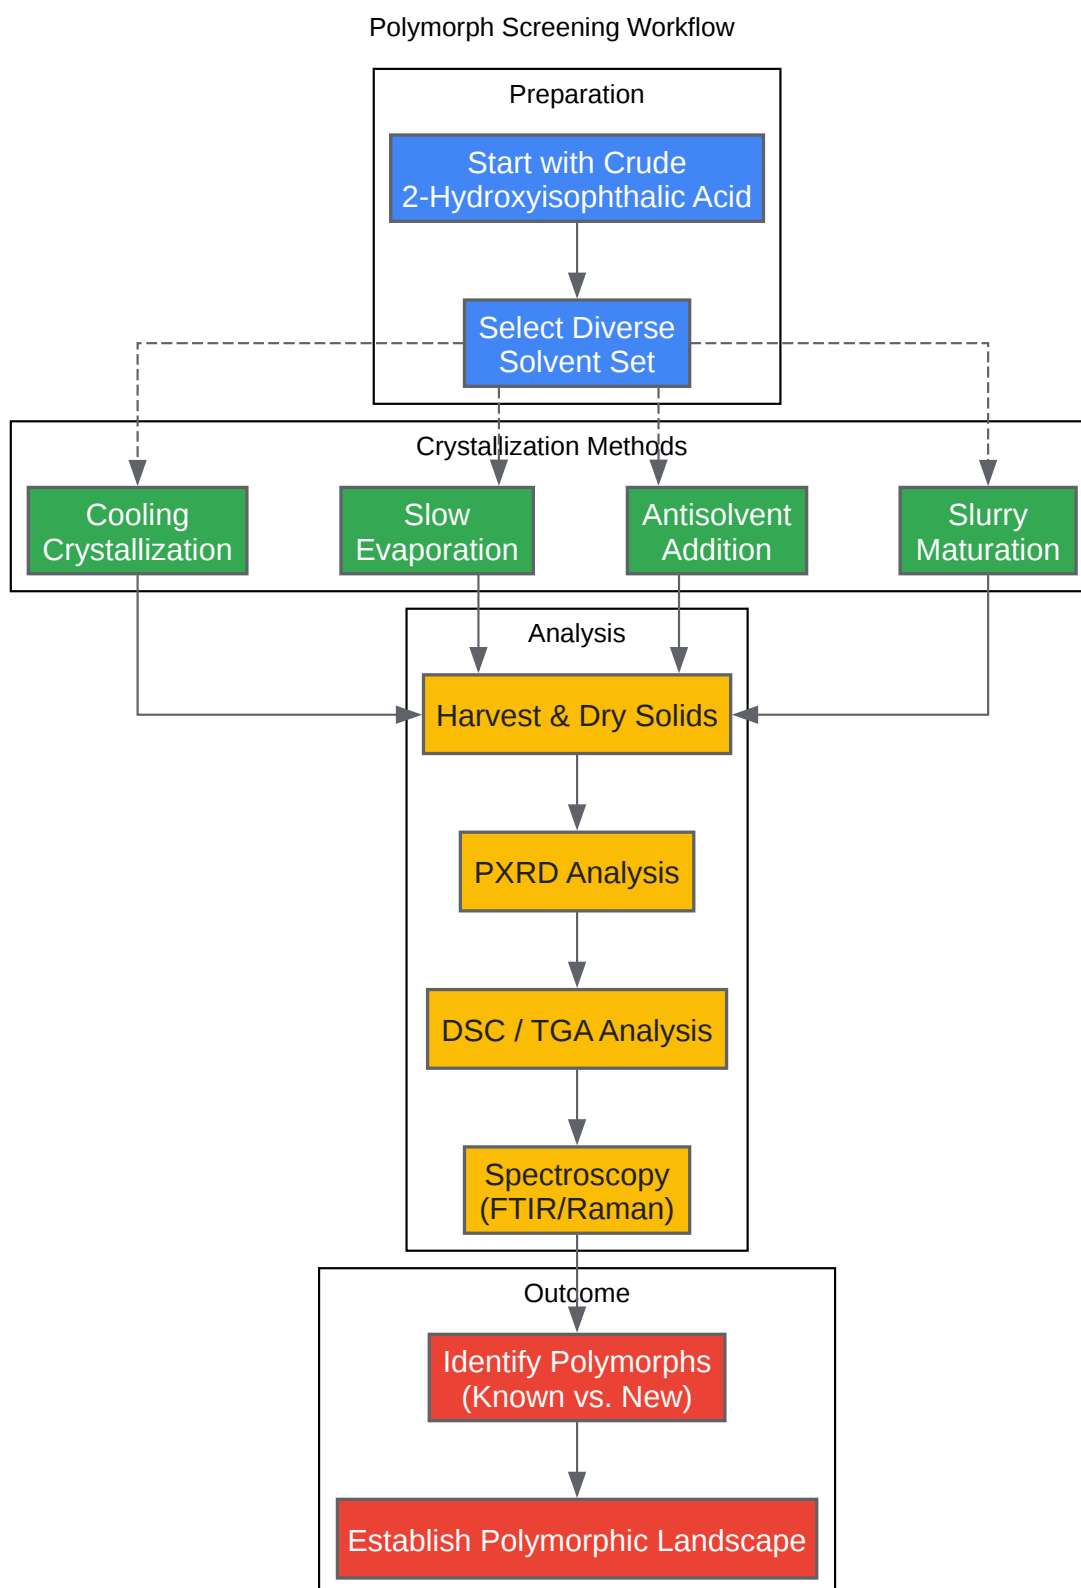 Polymorph Screening Workflow
Preparation
Start with Crude
2-Hydroxyisophthalic Acid
Select Diverse
Solvent Set
Crystallization Methods
Cooling
Crystallization
Slow
Evaporation
Antisolvent
Addition
Slurry
Maturation
Analysis
Harvest & Dry Solids
PXRD Analysis
DSC / TGA Analysis
Spectroscopy
(FTIR/Raman)
Outcome
Identify Polymorphs
(Known vs. New)
Establish Polymorphic Landscape